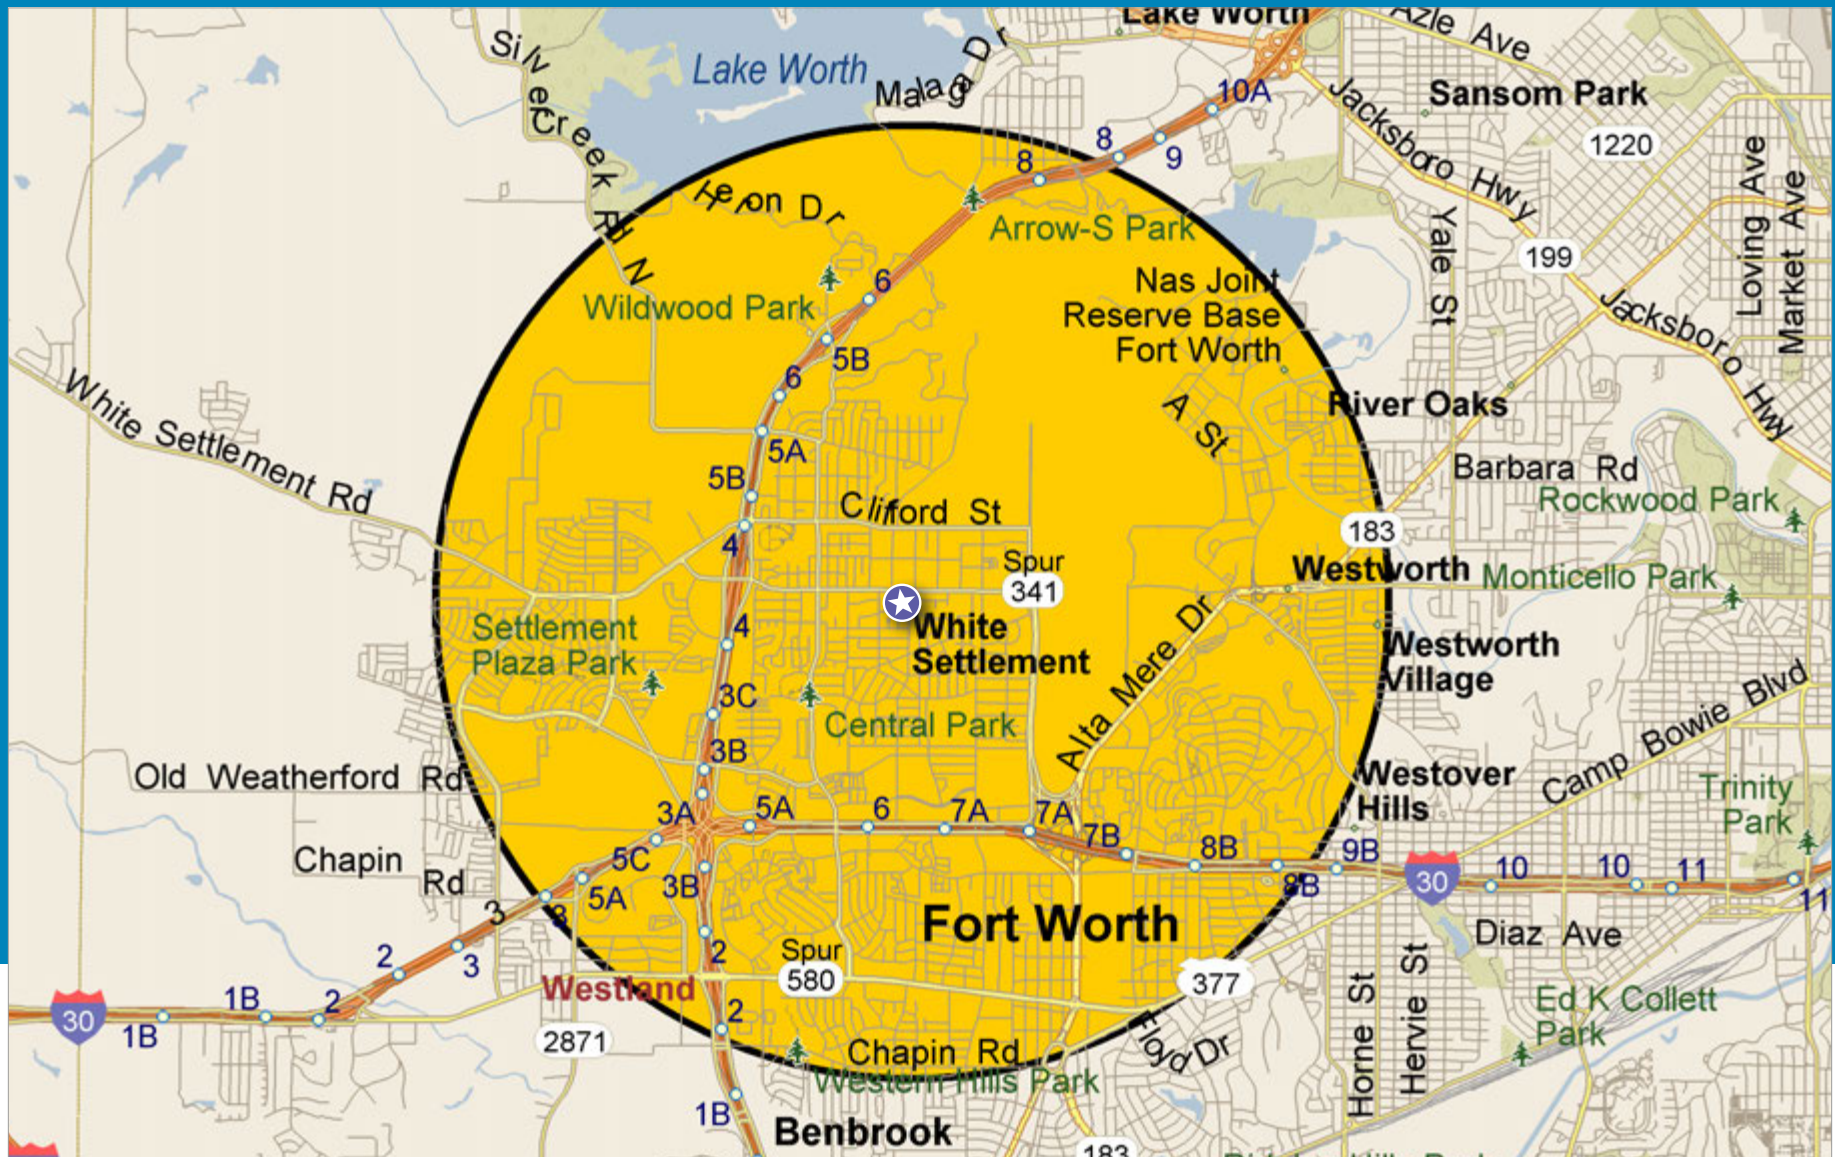 Lake Worth
Azle Ave
Silver Creek Rd N
Lake Worth
Malaga Dr
10A
Sansom Park
Jacksboro Hwy
1220
8
8
9
Loving Ave
Market Ave
Heron Dr
Arrow-S Park
Yale St
199
Nas Joint
Reserve Base
Fort Worth
6
Wildwood Park
5B
Jacksboro Hwy
6
White Settlement Rd
River Oaks
A St
5A
5B
Barbara Rd
Rockwood Park
Clifford St
183
4
Spur
341
Westworth
Monticello Park
Settlement
Plaza Park
4
White
Settlement
Alta Mere Dr
Westworth
Village
3C
Central Park
Camp Bowie Blvd
3B
Old Weatherford Rd
Westover
Hills
Trinity
Park
3A
5A
6
7A
7A
7B
8B
9B
Chapin Rd
5C
5A
3B
8B
30
10
10
11
11
3
3
Fort Worth
Diaz Ave
2
3
2
Spur
580
377
Westland
1B
2
30
1B
2
2871
Horne St
Hervie St
Ed K Collett
Park
Chapin Rd
Floyd Dr
Western Hills Park
1B
Benbrook
183